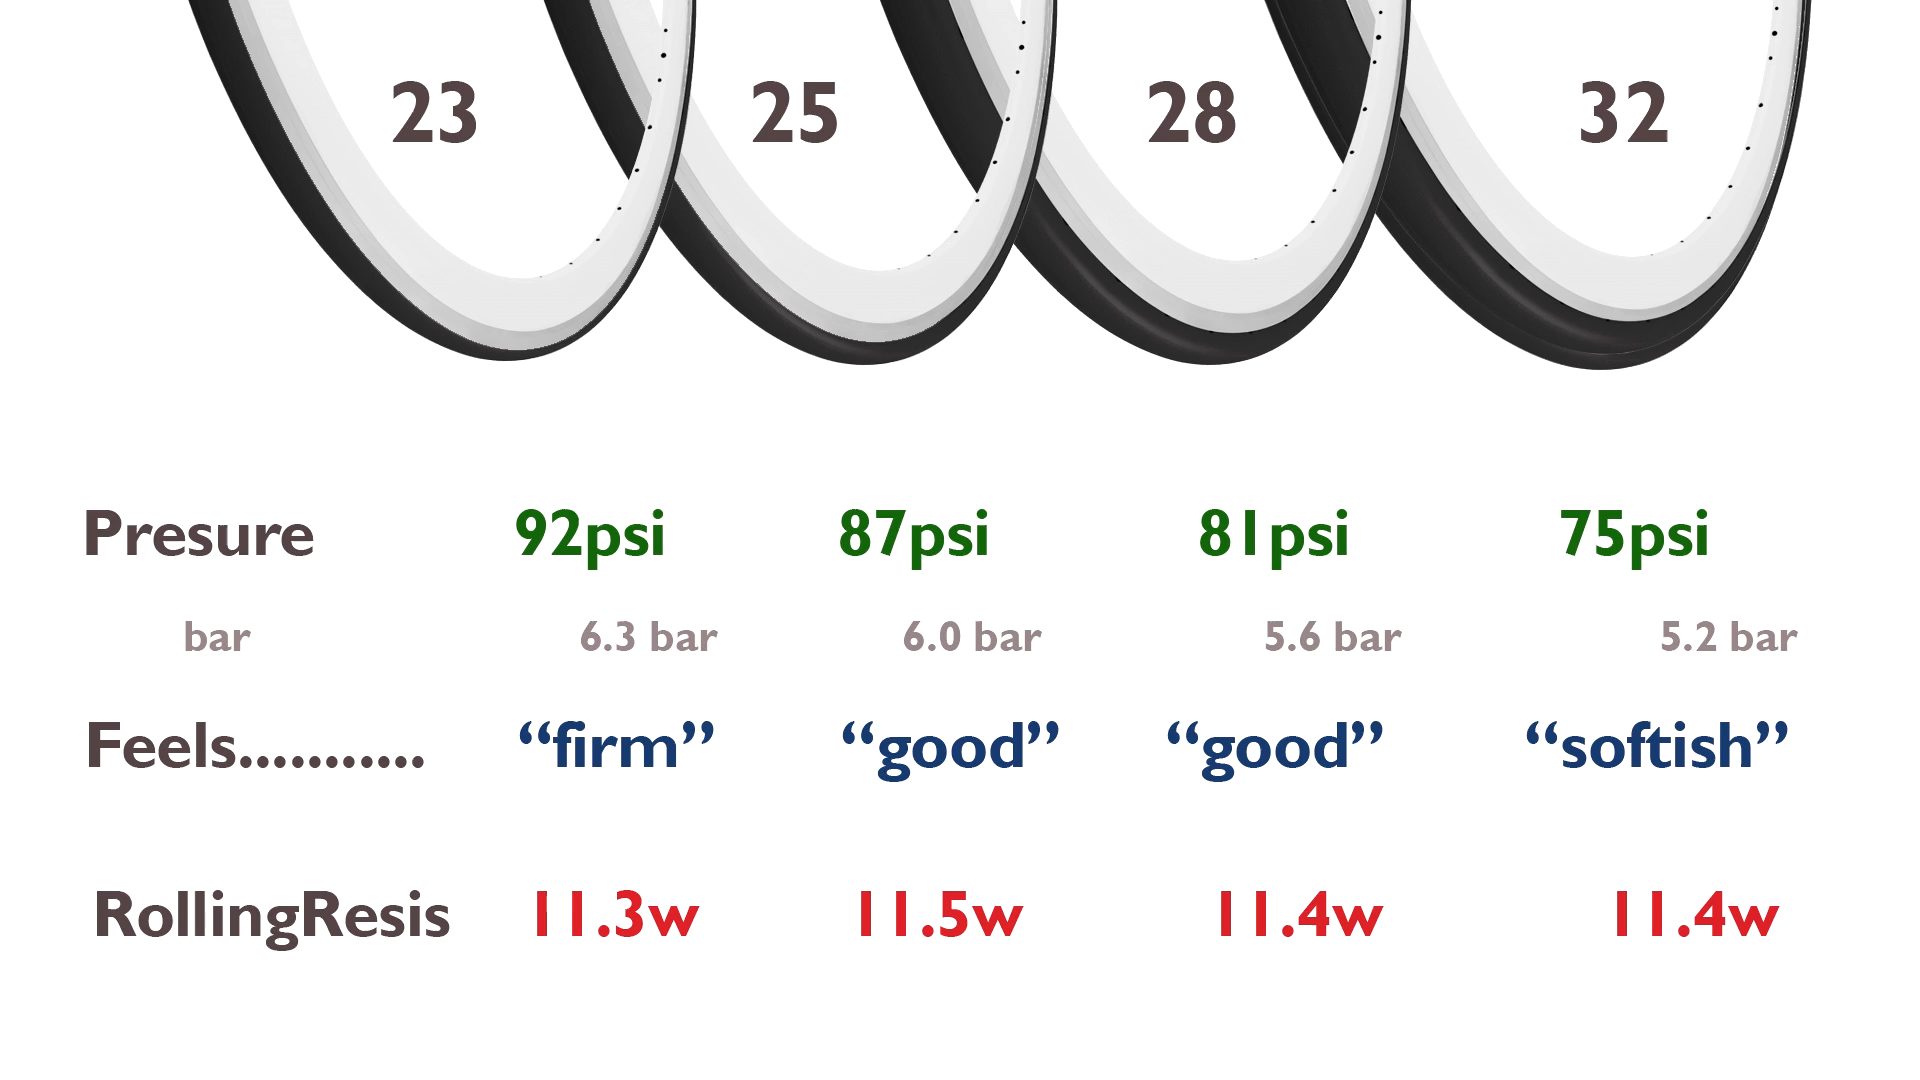 23 25 28 32
Presure 92psi 87psi 81psi 75psi
bar 6.3 bar 6.0 bar 5.6 bar 5.2 bar
Feels........... “firm” “good” “good” “softish”
RollingResis 11.3w 11.5w 11.4w 11.4w